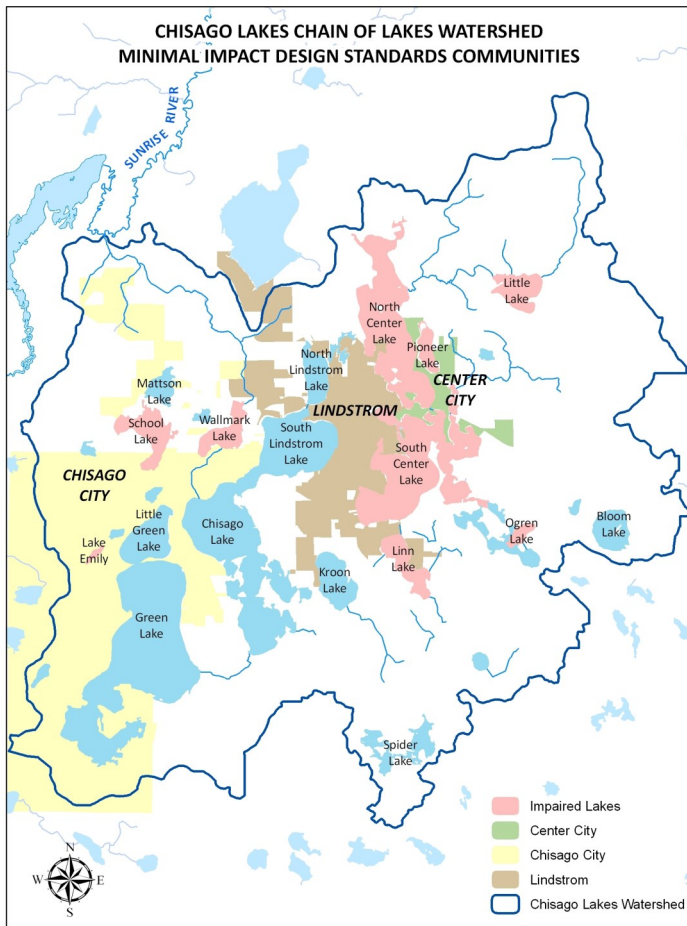 CHISAGO LAKES CHAIN OF LAKES WATERSHED
MINIMAL IMPACT DESIGN STANDARDS COMMUNITIES
SUNRISE RIVER
Little
Lake
North
Center
Lake
Pioneer
Lake
North
Lindstrom
Lake
CENTER
CITY
Mattson
Lake
LINDSTROM
School
Lake
Wallmark
Lake
South
Lindstrom
Lake
South
Center
Lake
CHISAGO
CITY
Little
Green
Lake
Chisago
Lake
Ogren
Lake
Bloom
Lake
Lake
Emily
Linn
Lake
Kroon
Lake
Green
Lake
Spider
Lake
Impaired Lakes
Center City
Chisago City
Lindstrom
Chisago Lakes Watershed
N
W
E
S